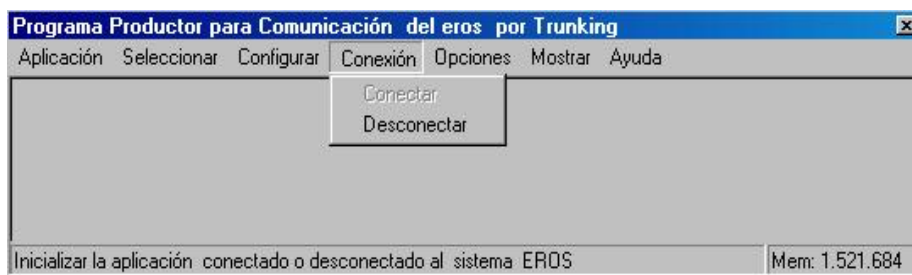 Programa Productor para Comunicación del eros por Trunking
Aplicación Seleccionar Configurar Conexión Opciones Mostrar Ayuda
Conectar
Desconectar
Inicializar la aplicación conectado o desconectado al sistema EROS Mem: 1.521.684